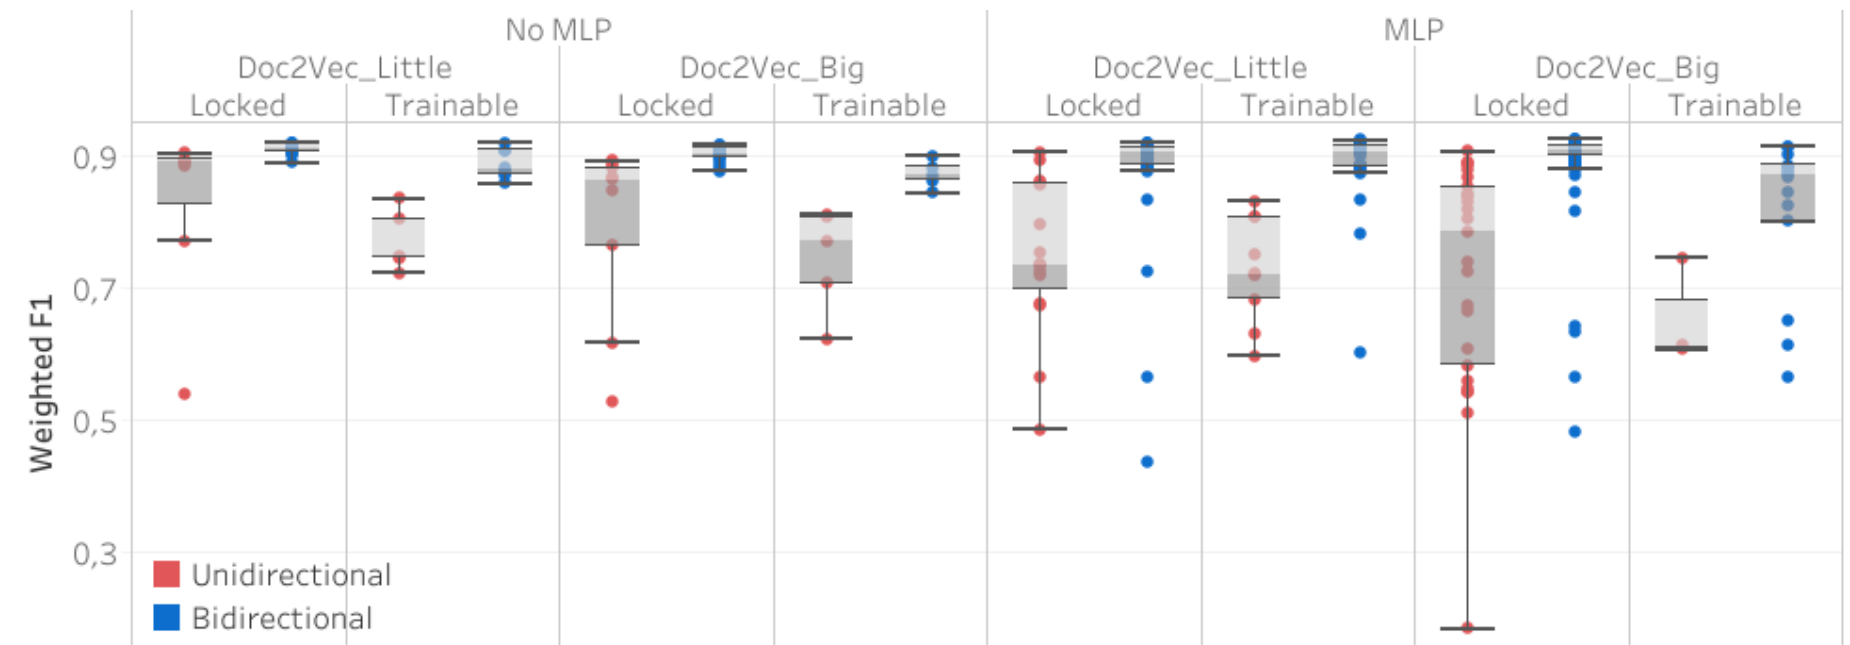 No MLP MLP
Doc2Vec_Little Doc2Vec_Big Doc2Vec_Little Doc2Vec_Big
Locked Trainable Locked Trainable Locked Trainable Locked Trainable
Weighted F1
0,9
0,7
0,5
0,3
Unidirectional
Bidirectional